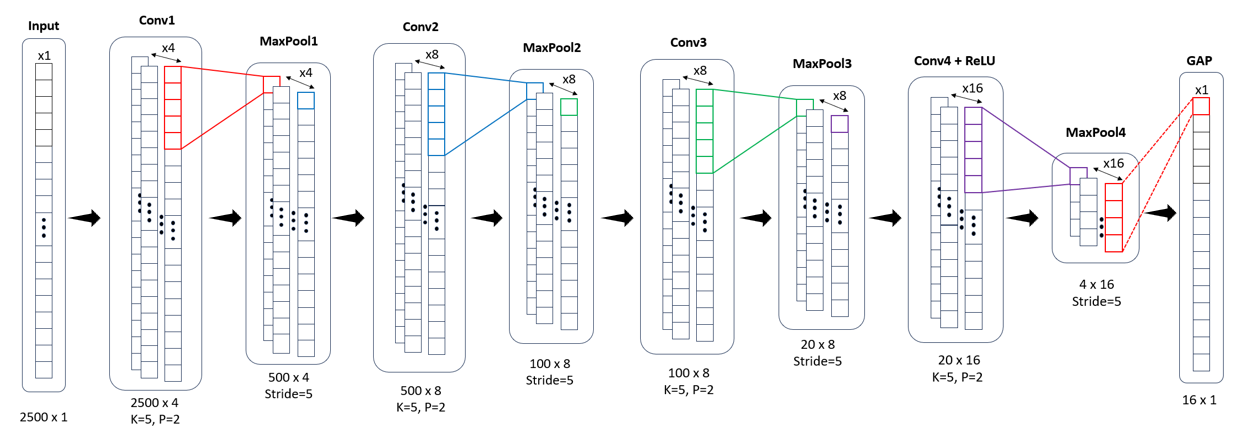 Input
x1
2500 x 1
Conv1
x4
2500 x 4
K=5, P=2
MaxPool1
x4
500 x 4
Stride=5
Conv2
x8
500 x 8
K=5, P=2
MaxPool2
x8
100 x 8
Stride=5
Conv3
x8
100 x 8
K=5, P=2
MaxPool3
x8
20 x 8
Stride=5
Conv4 + ReLU
x16
20 x 16
K=5, P=2
MaxPool4
x16
4 x 16
Stride=5
GAP
x1
16 x 1